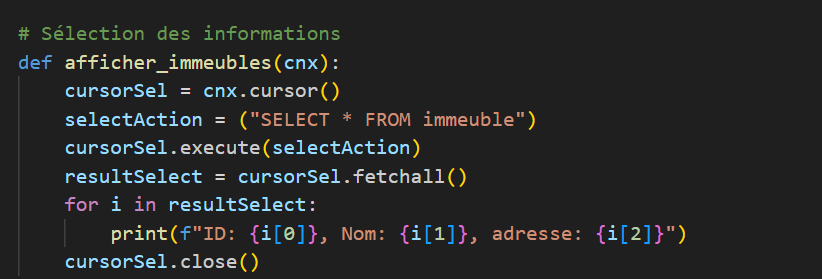 # Sélection des informations
def afficher_immeubles(cnx):
    cursorSel = cnx.cursor()
    selectAction = ("SELECT * FROM immeuble")
    cursorSel.execute(selectAction)
    resultSelect = cursorSel.fetchall()
    for i in resultSelect:
        print(f"ID: {i[0]}, Nom: {i[1]}, adresse: {i[2]}")
    cursorSel.close()